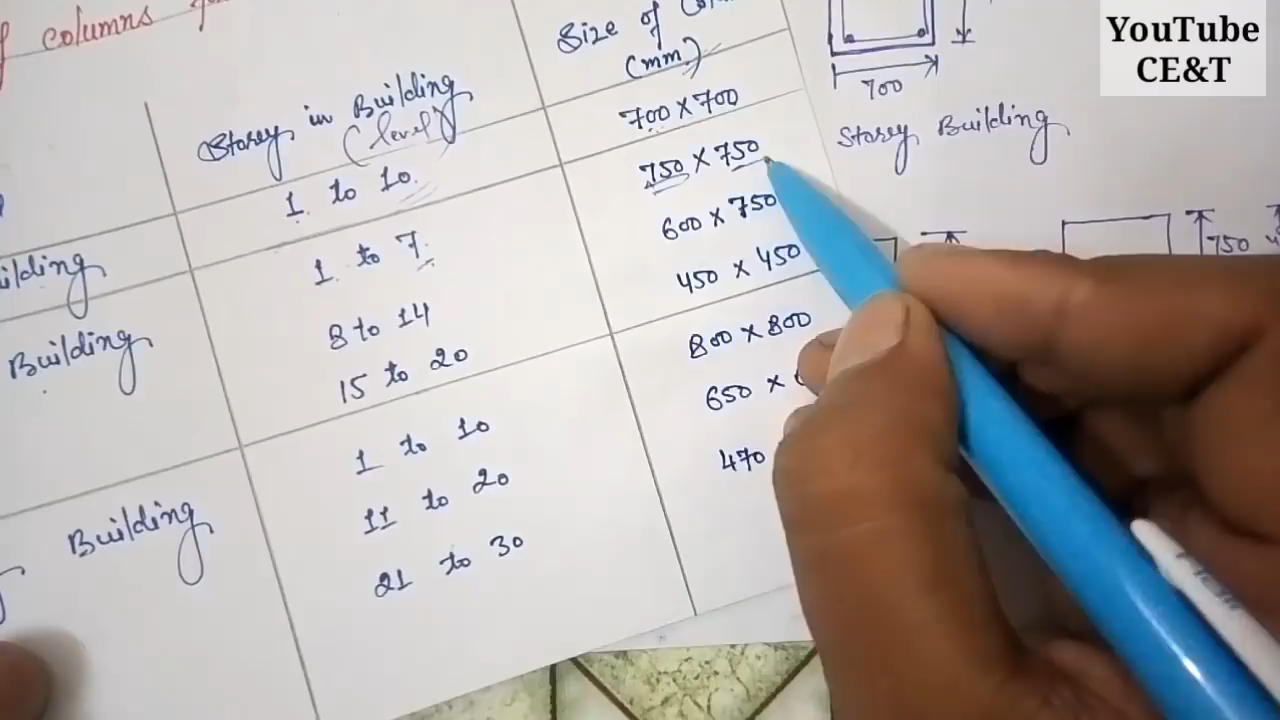 columns
Storey in Building
(level)
Size of
(mm)
1 to 10
700 X 700
1 to 7
750 X 750
8 to 14
600 X 750
Building
15 to 20
450 X 450
1 to 10
800 X 800
11 to 20
650 X
Building
21 to 30
470
700
Storey Building
750
YouTube
CE&T